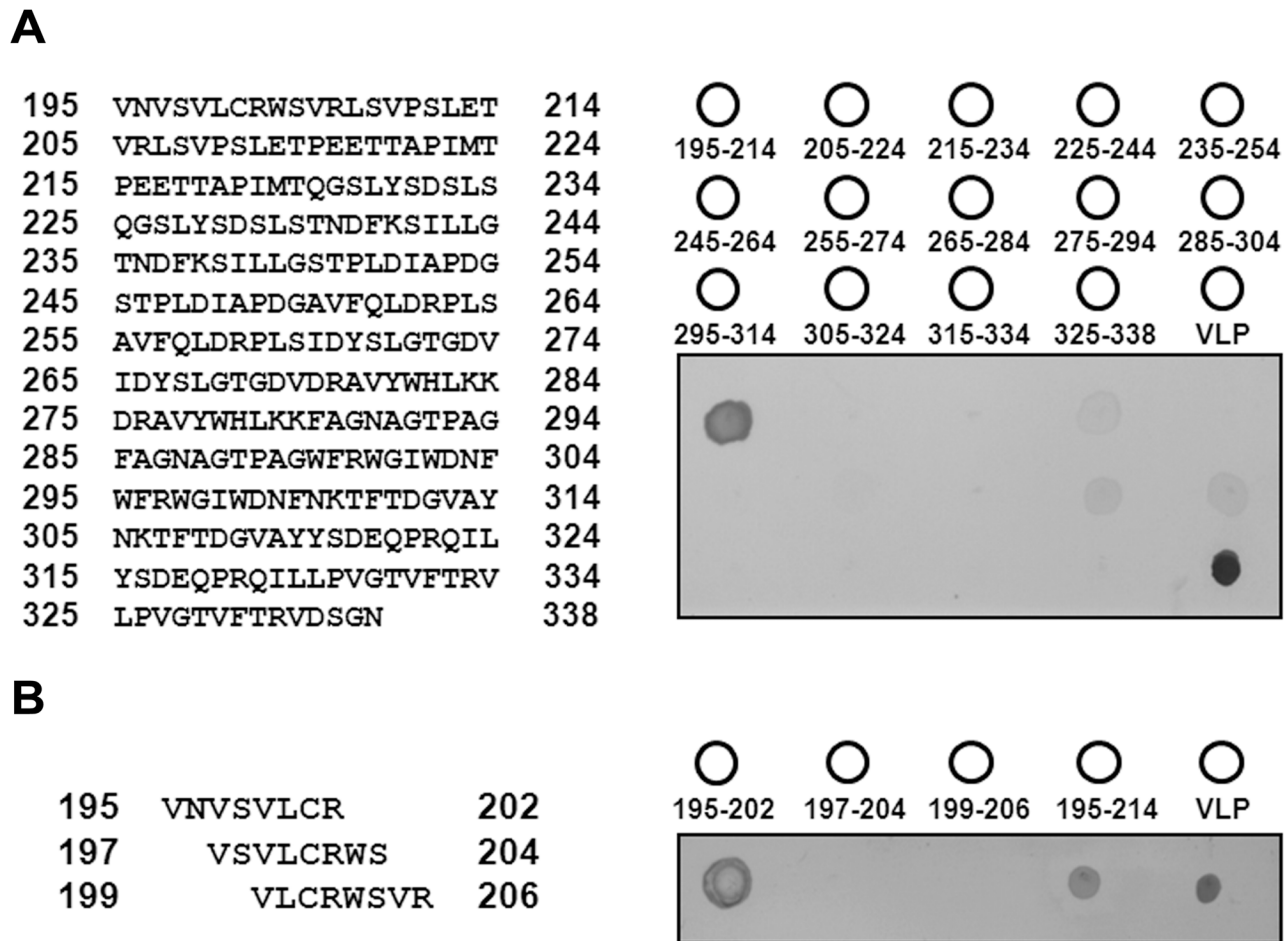 A
195 VNVSVLCRWSVRLSVPSLET 214
205 VRLSVPSLETPEETTAPIMT 224
215 PEETTAPIMTQGSLYSDSLS 234
225 QGSLYSDSLSTNDFKSILLG 244
235 TNDFKSILLGSTPLDIAPDG 254
245 STPLDIAPDGAVFQLDRPLS 264
255 AVFQLDRPLSIDYSLGTGDV 274
265 IDYSLGTGDVDRAVYWHLKK 284
275 DRAVYWHLKKFAGNAGTPAG 294
285 FAGNAGTPAGWFRWGIWDNF 304
295 WFRWGIWDNFNKTFTDGVAY 314
305 NKTFTDGVAYYSDEQPRQIL 324
315 YSDEQPRQILLPVGTVFTRV 334
325 LPVGTVFTRVDSGN 338
195-214 205-224 215-234 225-244 235-254
245-264 255-274 265-284 275-294 285-304
295-314 305-324 315-334 325-338 VLP
B
195 VNVSVLCR 202
197 VSVLCRWS 204
199 VLCRWSVR 206
195-202 197-204 199-206 195-214 VLP